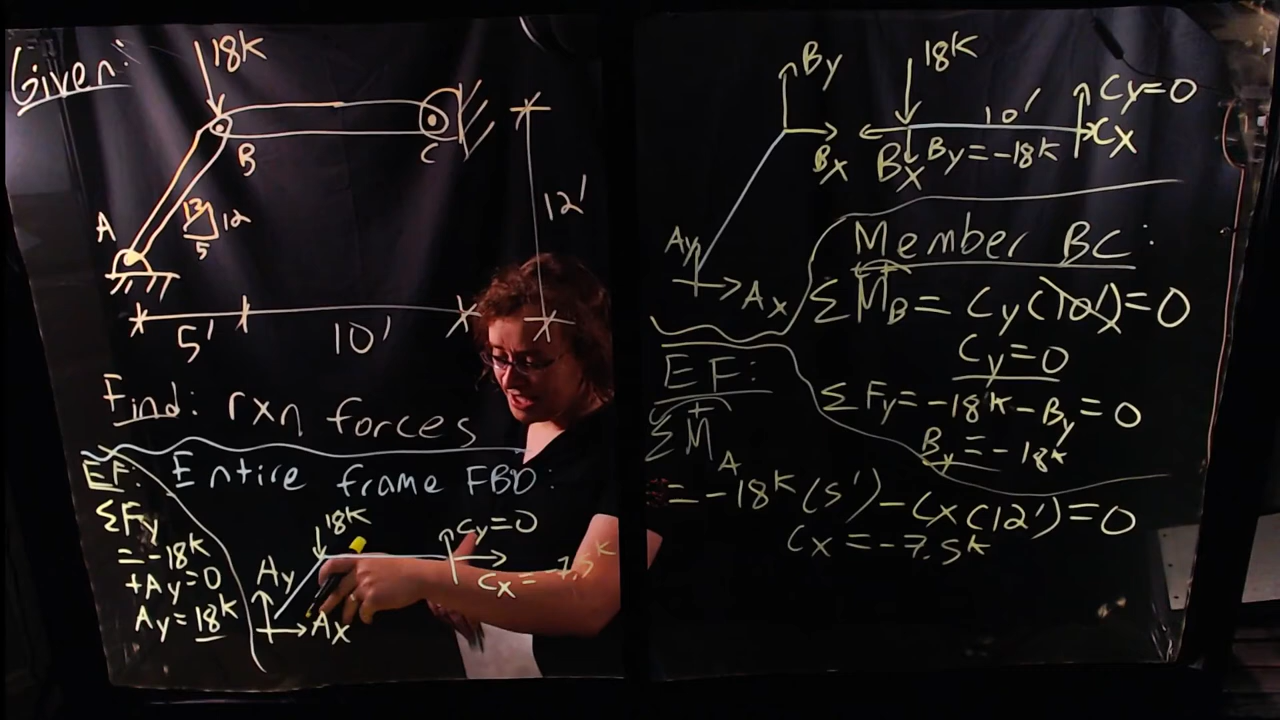 Given:
18K
B
C
A
13
12
5
12'
5'
10'
Find: rxn forces
EF: Entire frame FBD:
ΣFy
= -18K
+Ay=0
Ay=18K
18K
Cy=0
Cx=-7.5K
Ay
Ax
By
Bx
18K
10'
Cy=0
Cx
Bx
By=-18K
Ay
Ax
Member BC:
ΣMB = Cy(10')=0
Cy=0
ΣFy= -18K-By=0
By=-18K
EF:
+
ΣMA
= -18K(5')-Cx(12')=0
Cx=-7.5K